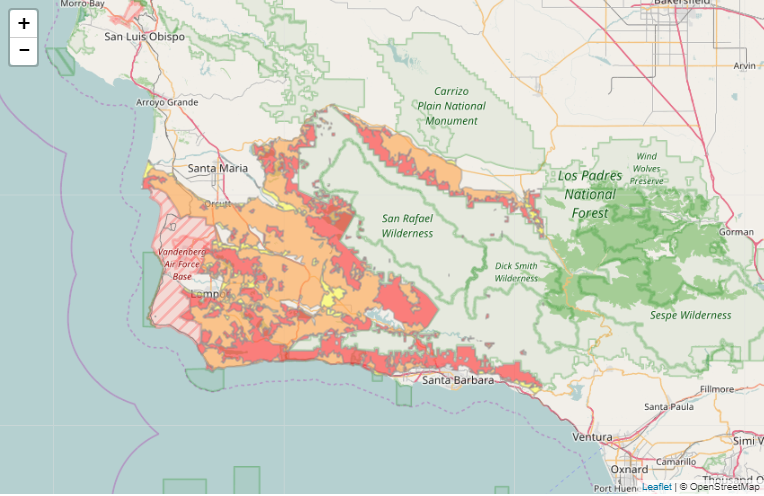 Morro Bay
Bakersfield
+
−
San Luis Obispo
Arvin
Carrizo
Plain National
Monument
Arroyo Grande
Wind
Wolves
Preserve
Santa Maria
Los Padres
National
Forest
Orcutt
San Rafael
Wilderness
Gorman
Vandenberg
Air Force
Base
Dick Smith
Wilderness
Lompo
Sespe Wilderness
Santa Barbara
Fillmore
Santa Paula
Ventura
Simi V
Camarillo
Oxnard
Thousand O
Port Huen
Leaflet | © OpenStreetMap